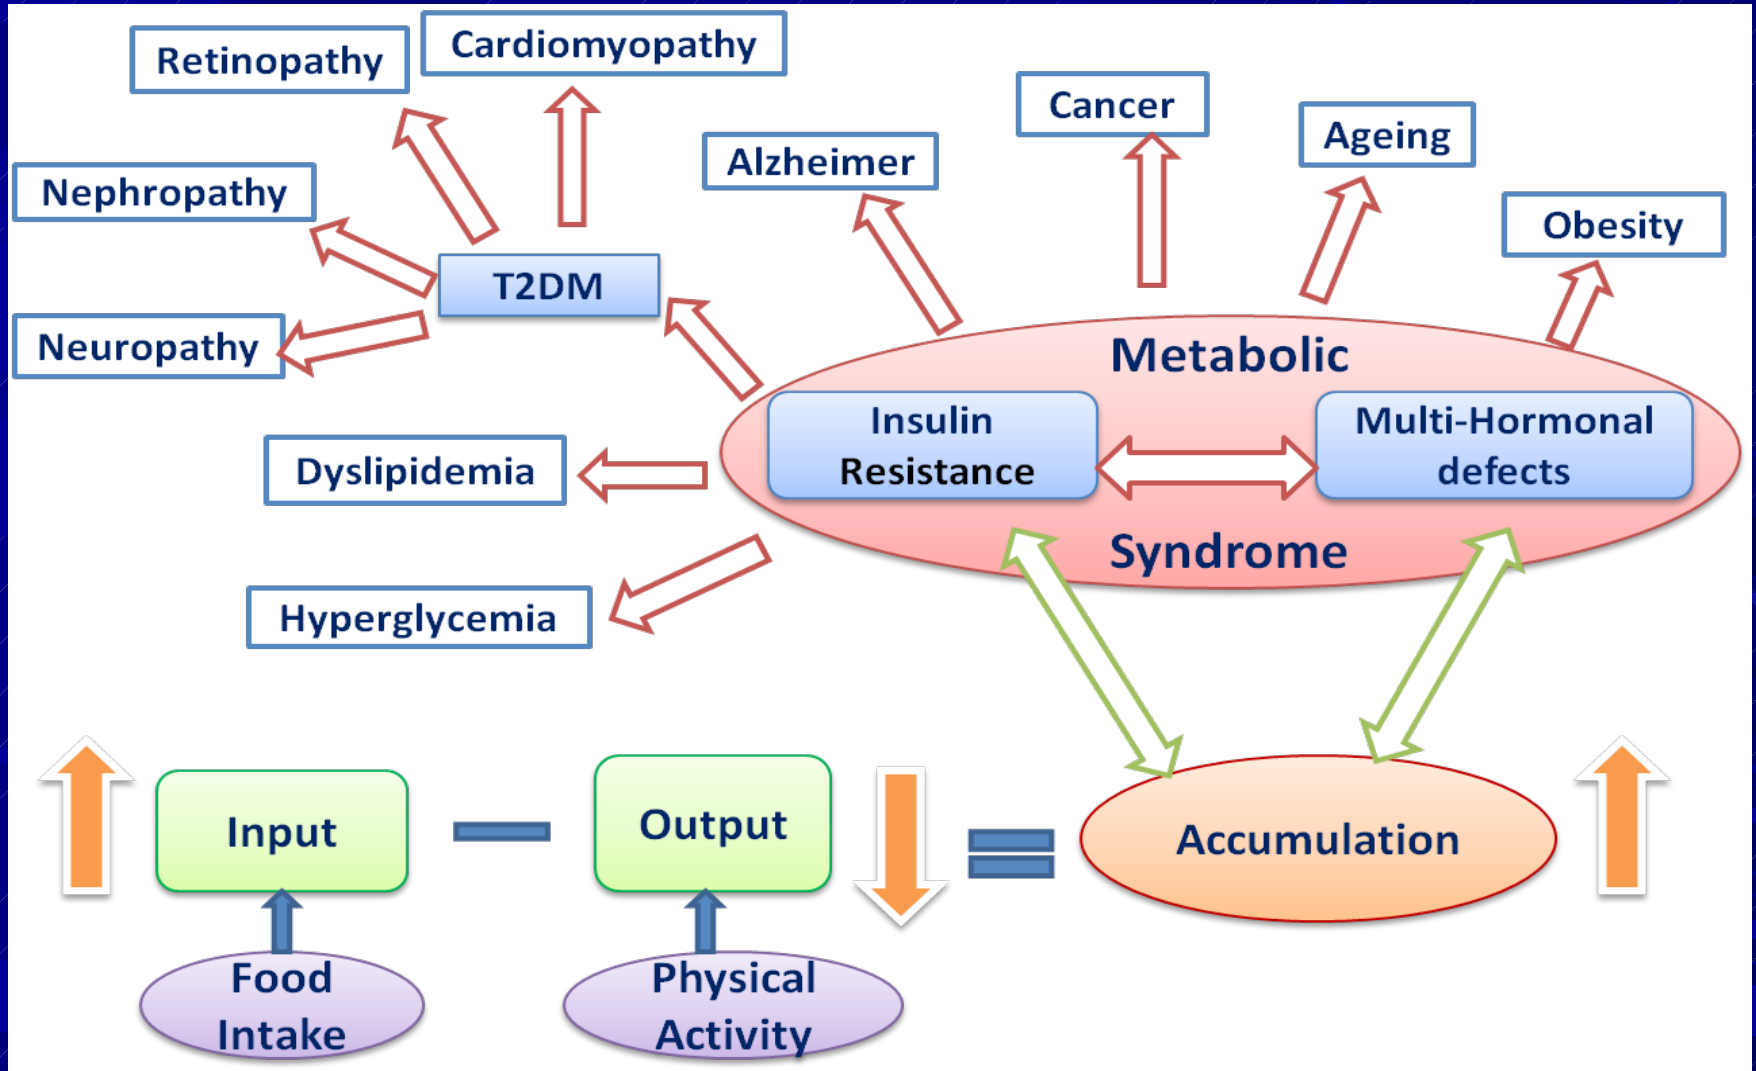 Retinopathy
Cardiomyopathy
Cancer
Ageing
Alzheimer
Nephropathy
Obesity
T2DM
Neuropathy
Metabolic
Insulin
Resistance
Multi-Hormonal
defects
Dyslipidemia
Syndrome
Hyperglycemia
Input
Output
Accumulation
Food
Intake
Physical
Activity